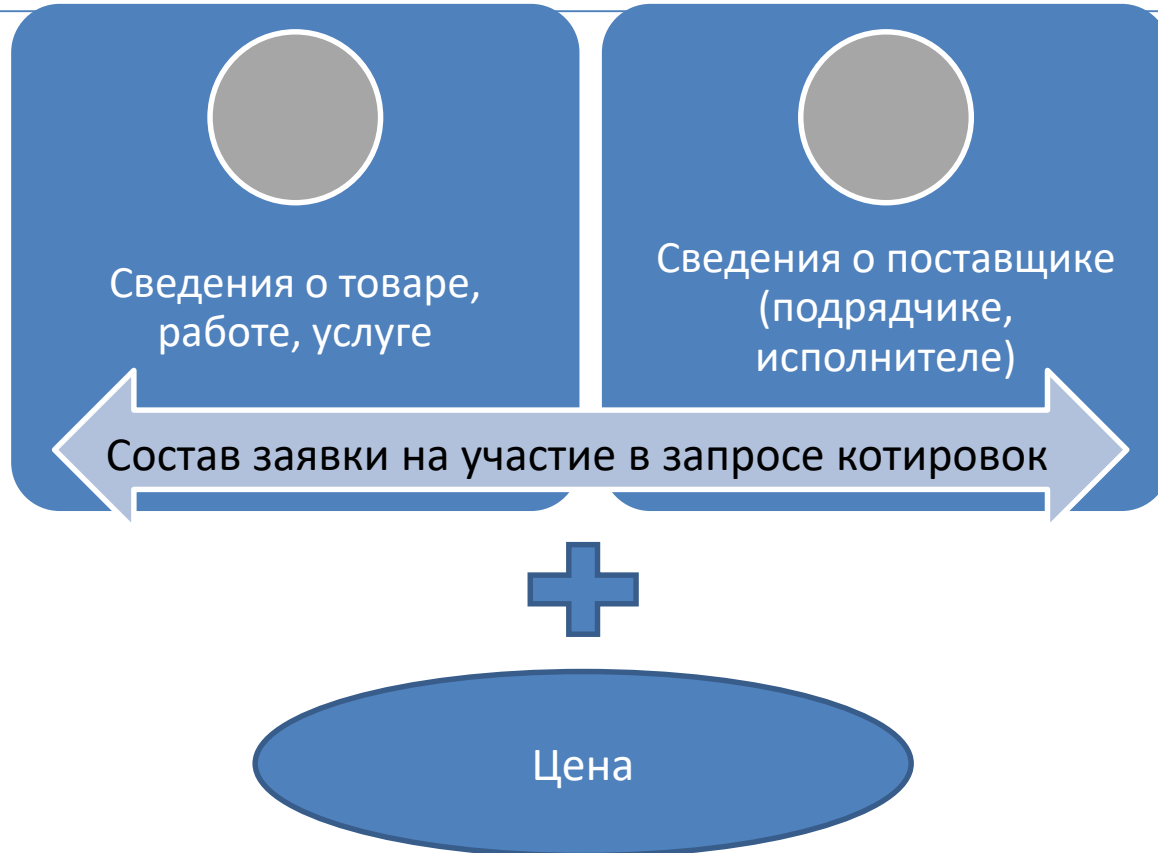 Сведения о товаре,
работе, услуге
Сведения о поставщике
(подрядчике,
исполнителе)
Состав заявки на участие в запросе котировок
Цена